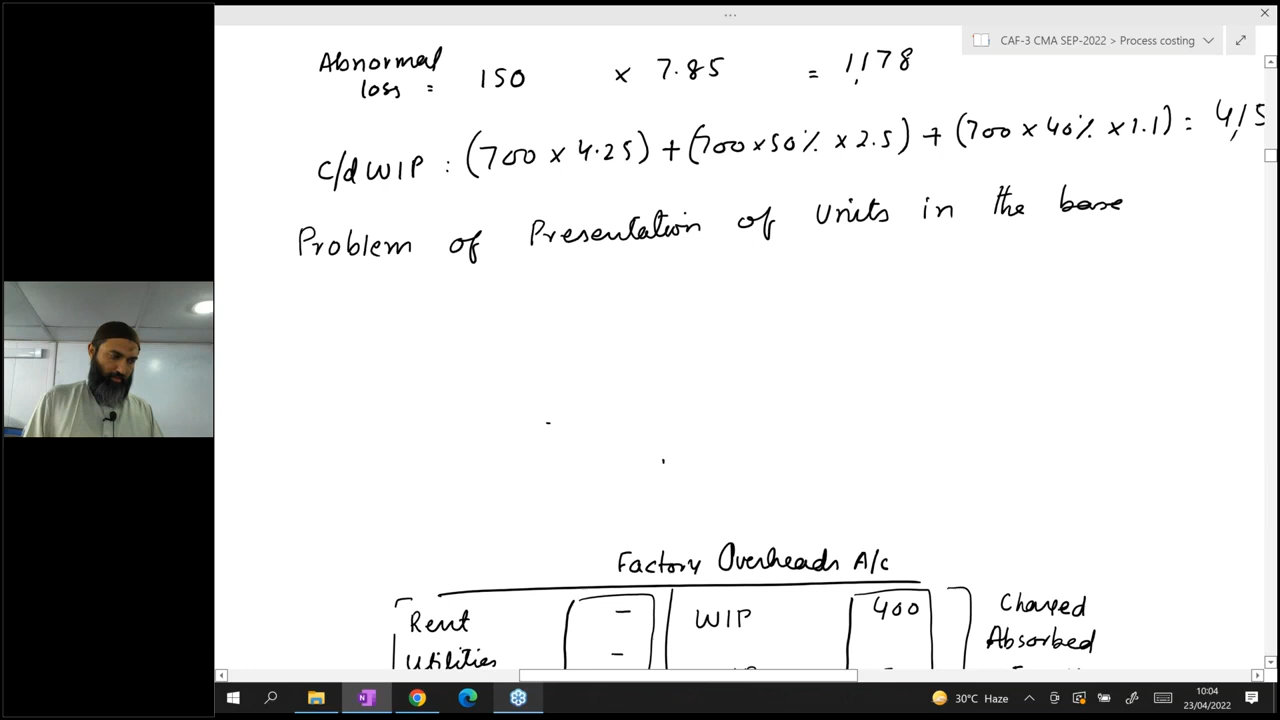 CAF-3 CMA SEP-2022 > Process costing
Abnormal
loss = 150 × 7.85 = 1,178
c/d WIP : (700 × 4.25) + (700 × 50% × 2.5) + (700 × 40% × 1.1) = 4,15
Problem of Presentation of Units in the base
Factory Overheads A/c
Rent - WIP 400 Charged
Utilities - Absorbed
30°C Haze
10:04
23/04/2022